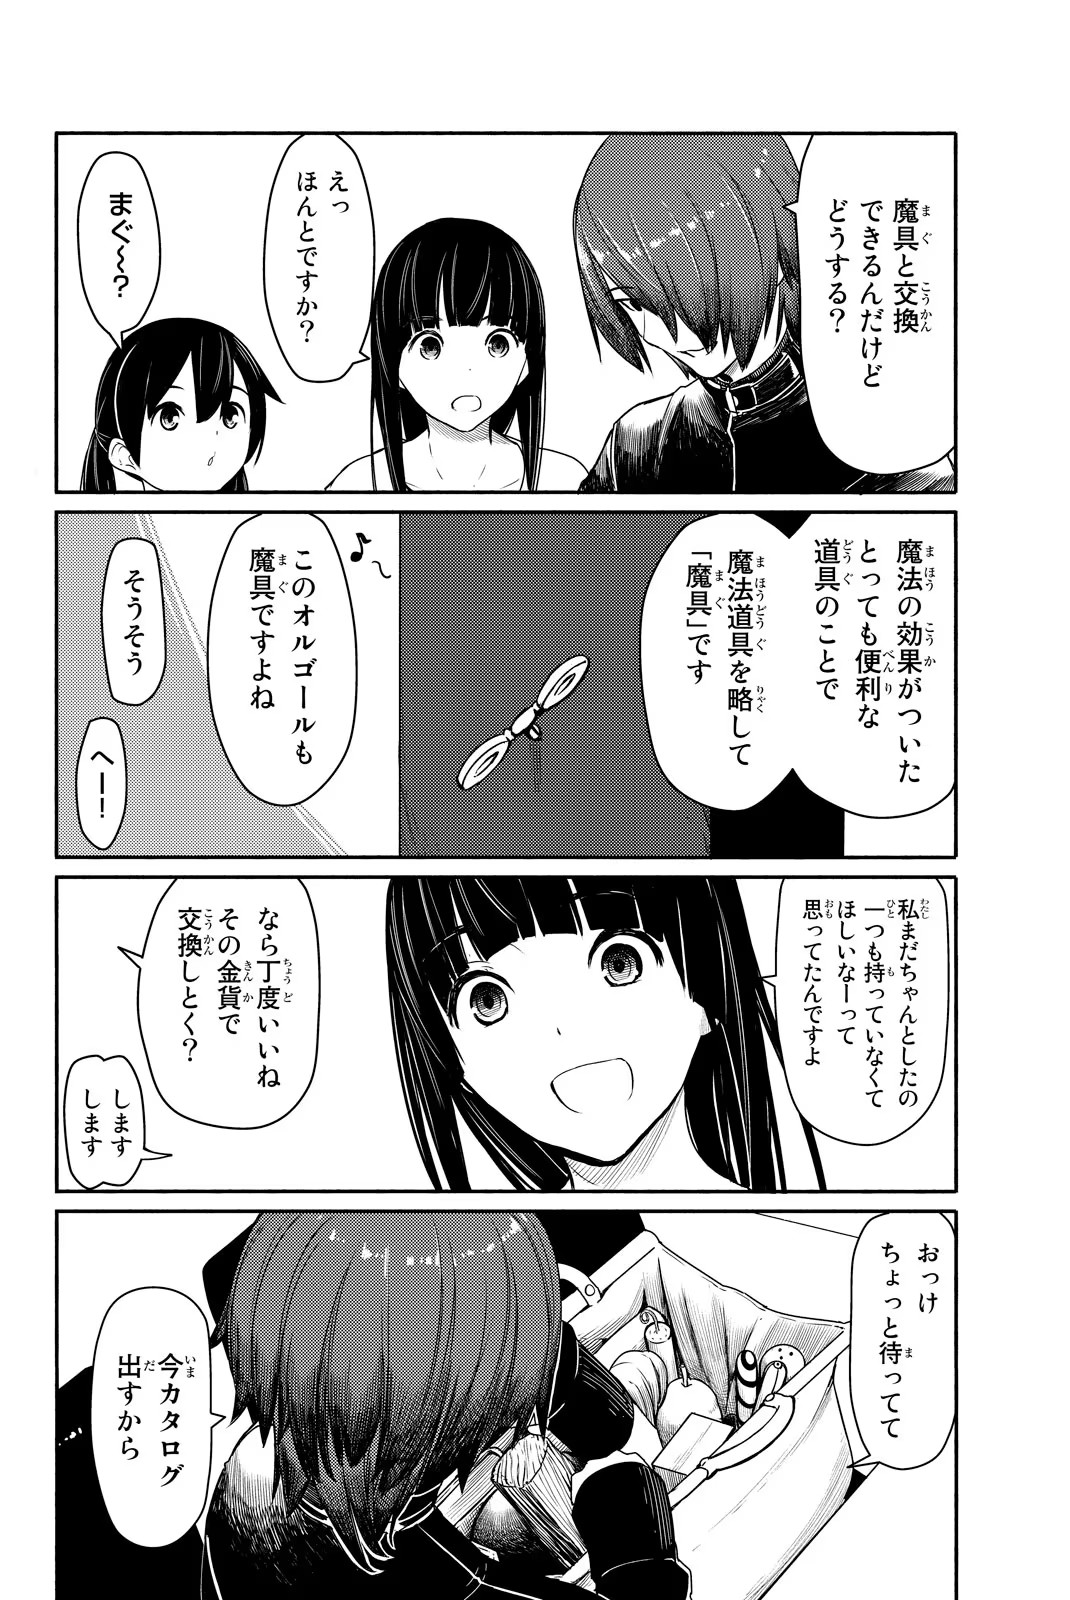 魔具と交換
できるんだけど
どうする?
えっ
ほんとですか?
まぐ〜?
魔法の効果がついた
とっても便利な
道具のことで
魔法道具を略して
「魔具」です
♪〜
このオルゴールも
魔具ですよね
そうそう
へー!
私まだちゃんとしたの
一つも持っていなくて
ほしいなーって
思ってたんですよ
なら丁度いいね
その金貨で
交換しとく?
します
します
おっけ
ちょっと待ってて
今カタログ
出すから